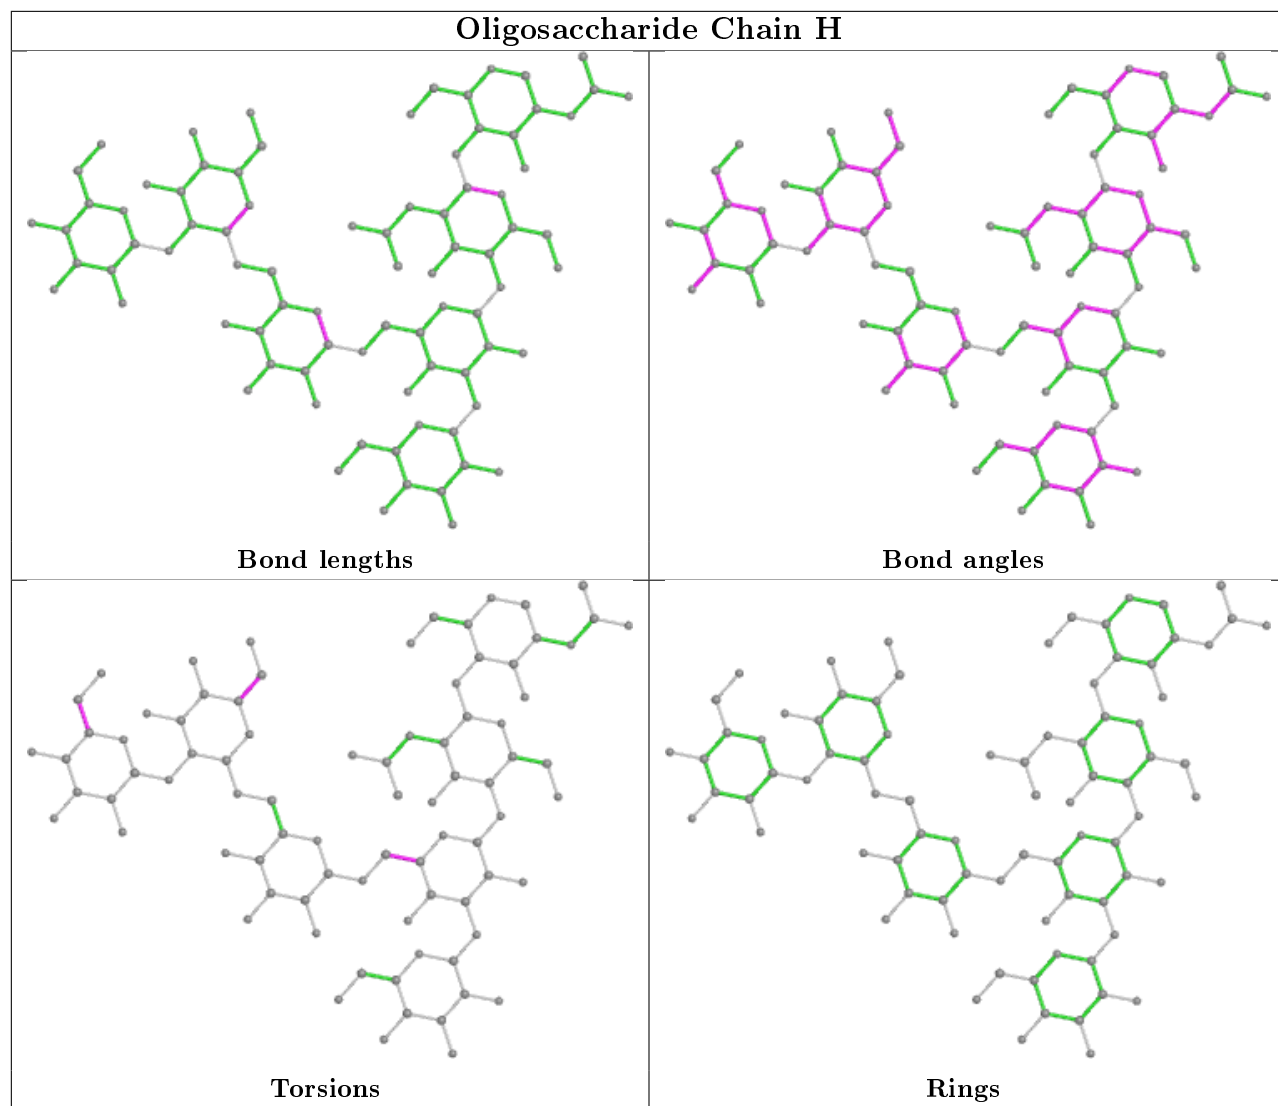 Oligosaccharide Chain H
Bond lengths
Bond angles
Torsions
Rings